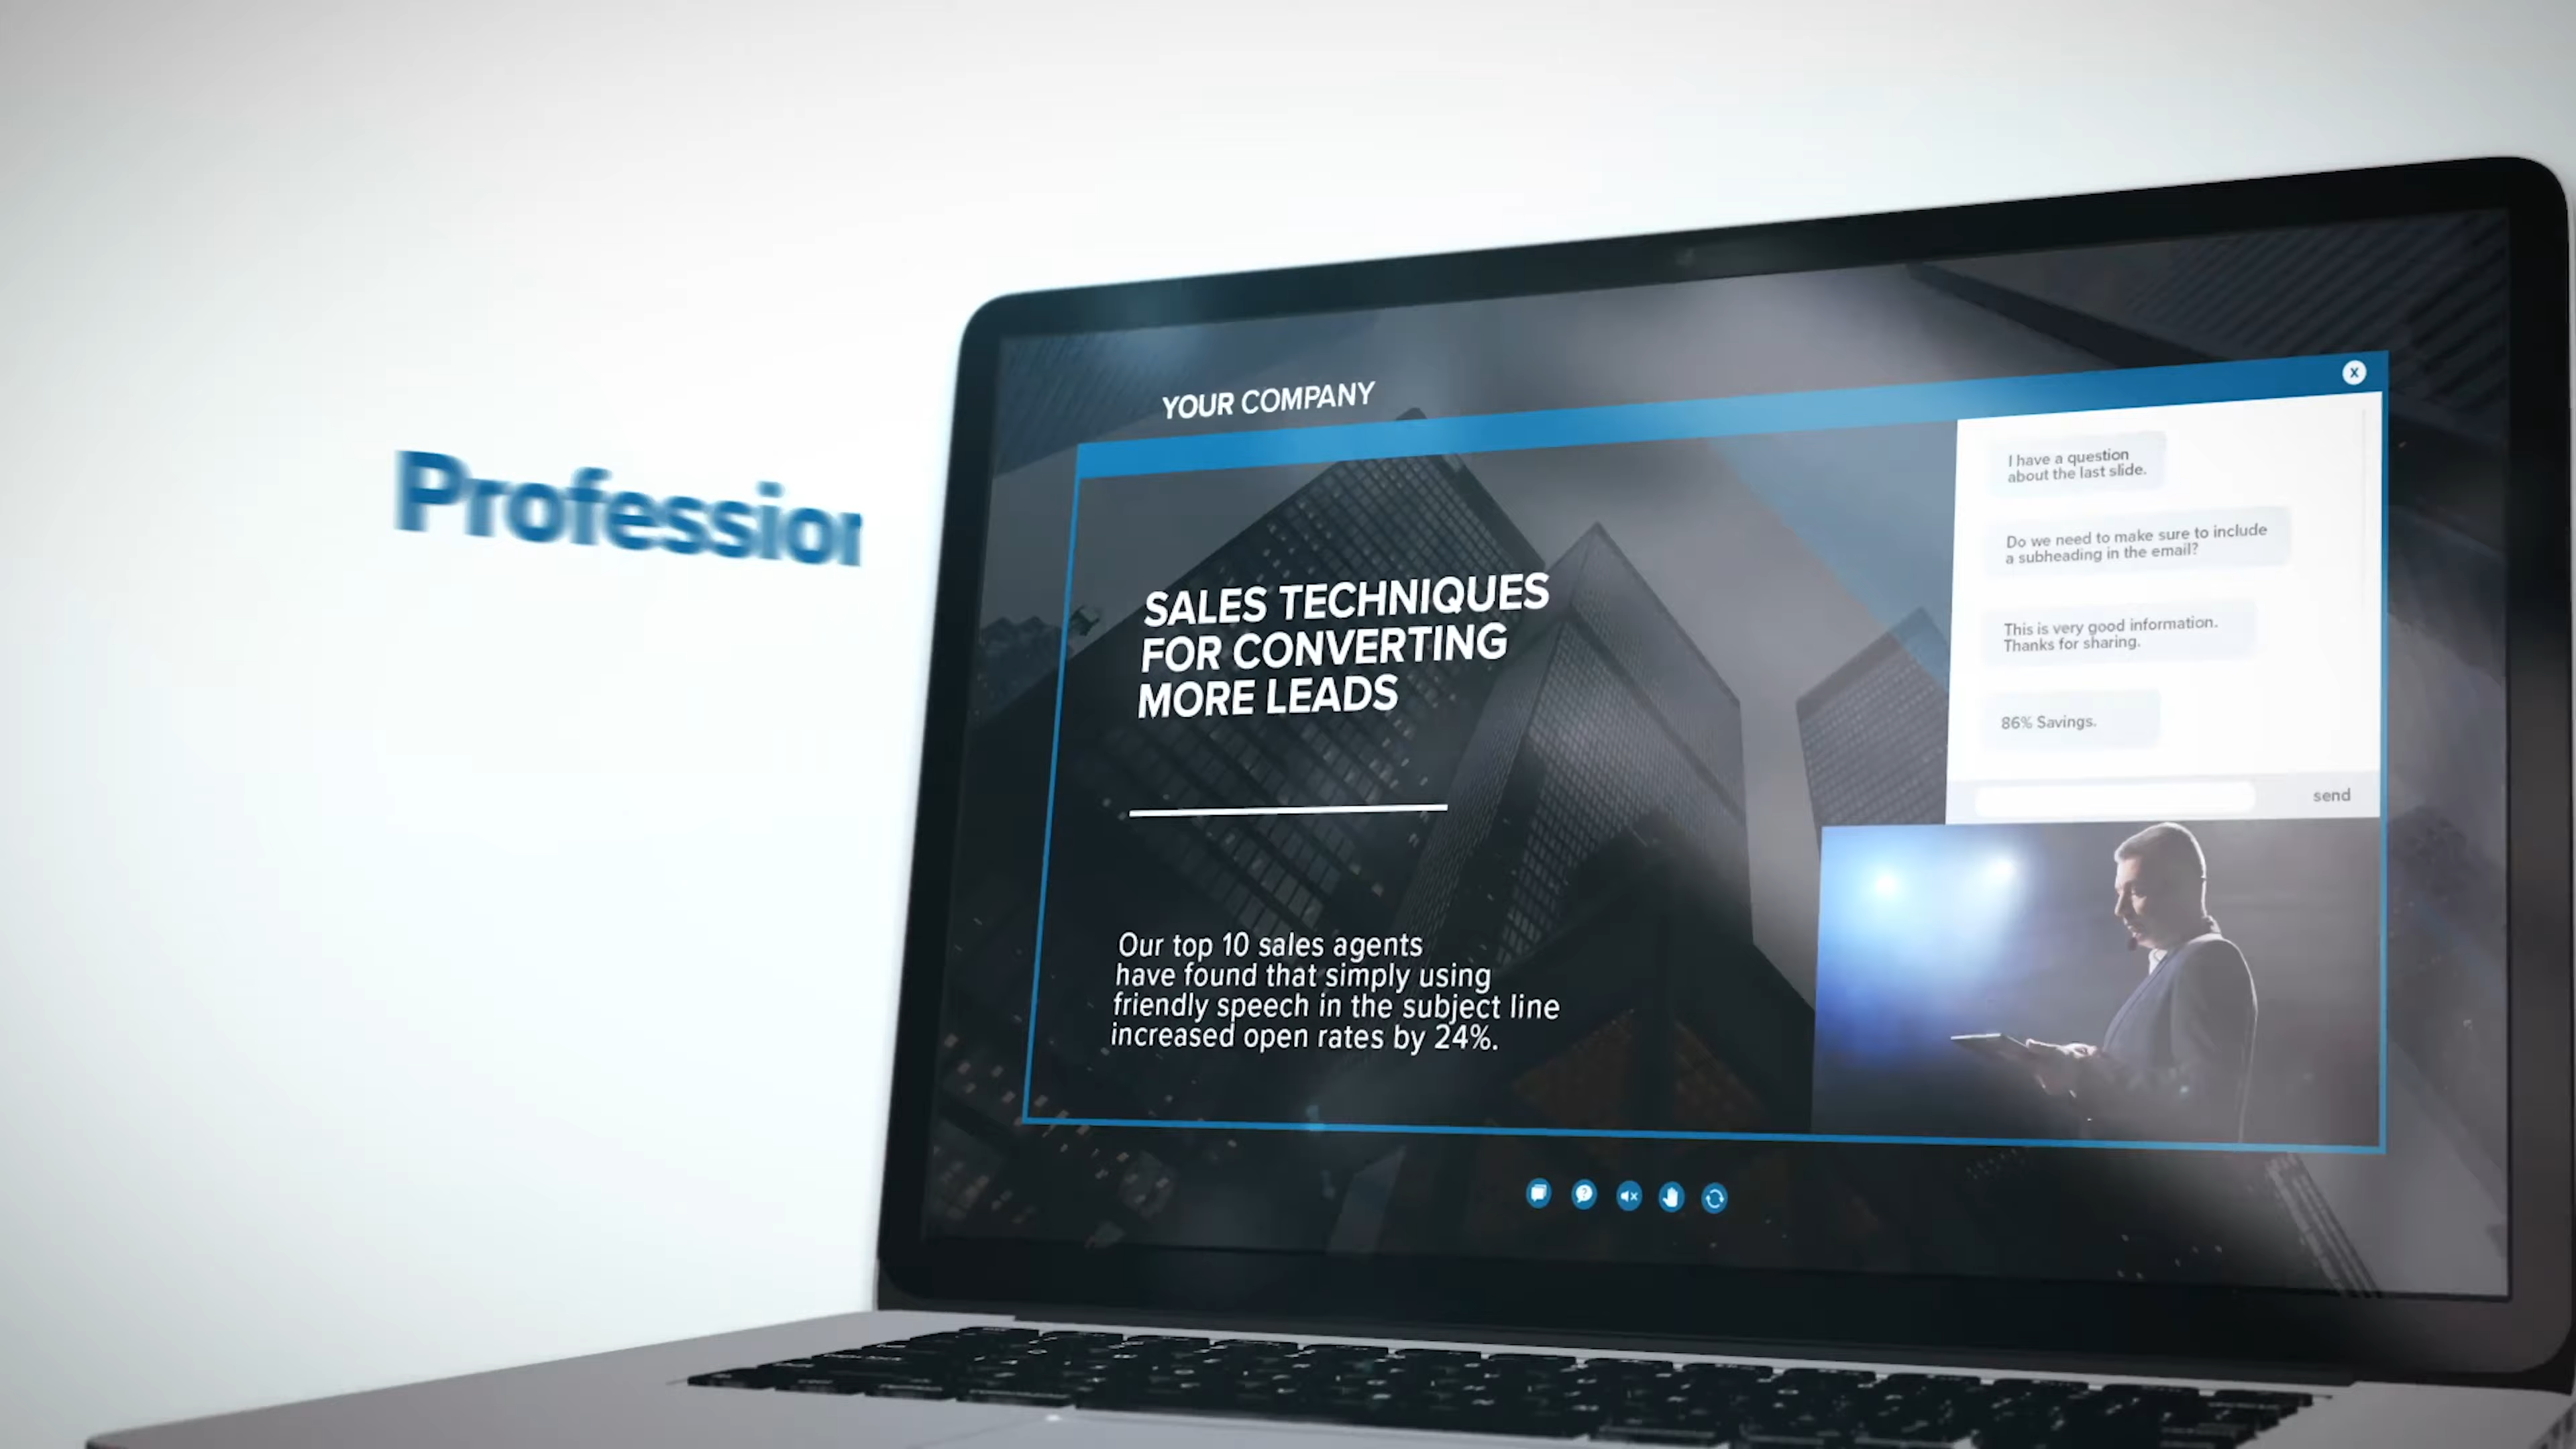 Profession
YOUR COMPANY
X
SALES TECHNIQUES
FOR CONVERTING
MORE LEADS
Our top 10 sales agents
have found that simply using
friendly speech in the subject line
increased open rates by 24%.
I have a question
about the last slide.
Do we need to make sure to include
a subheading in the email?
This is very good information.
Thanks for sharing.
86% Savings.
send